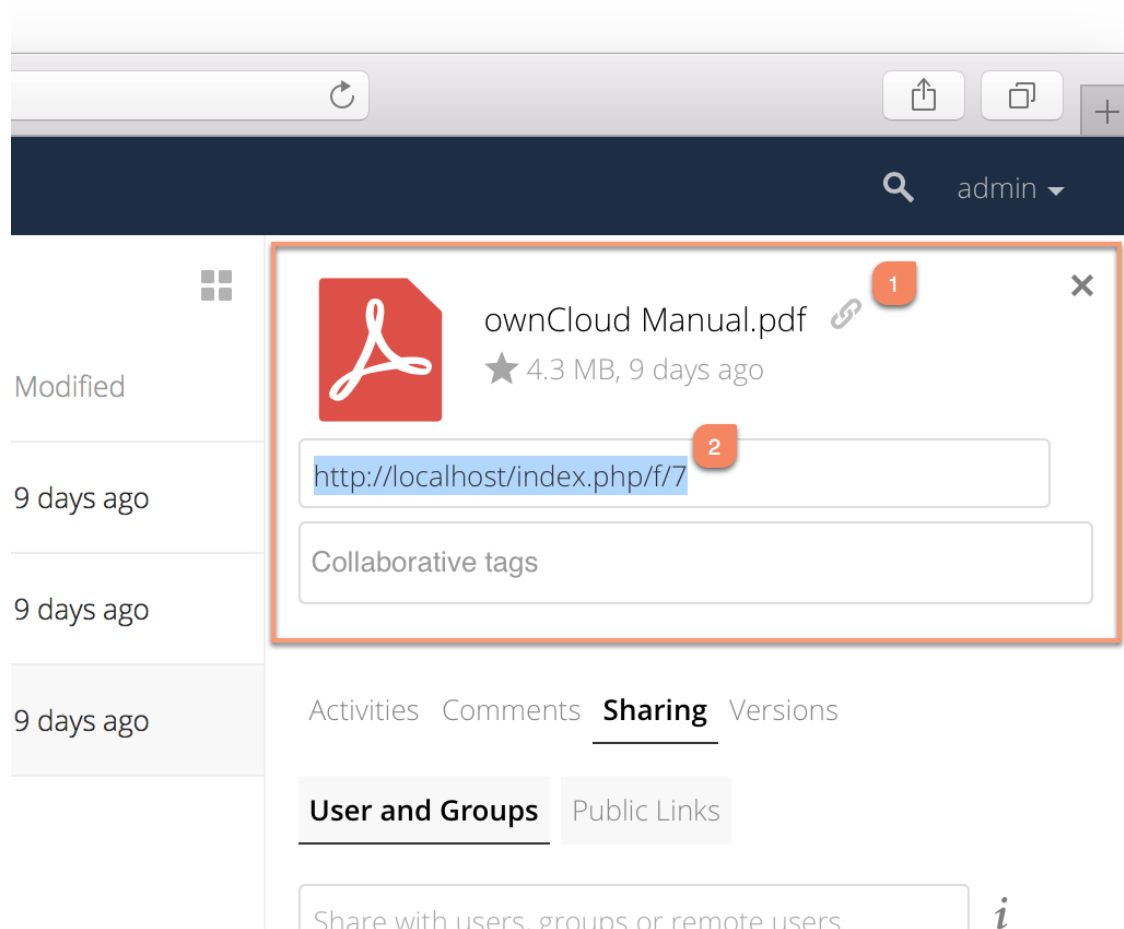 admin
1
ownCloud Manual.pdf
4.3 MB, 9 days ago
Modified
2
http://localhost/index.php/f/7
9 days ago
Collaborative tags
9 days ago
Activities Comments Sharing Versions
9 days ago
User and Groups Public Links
Share with users, groups or remote users
i